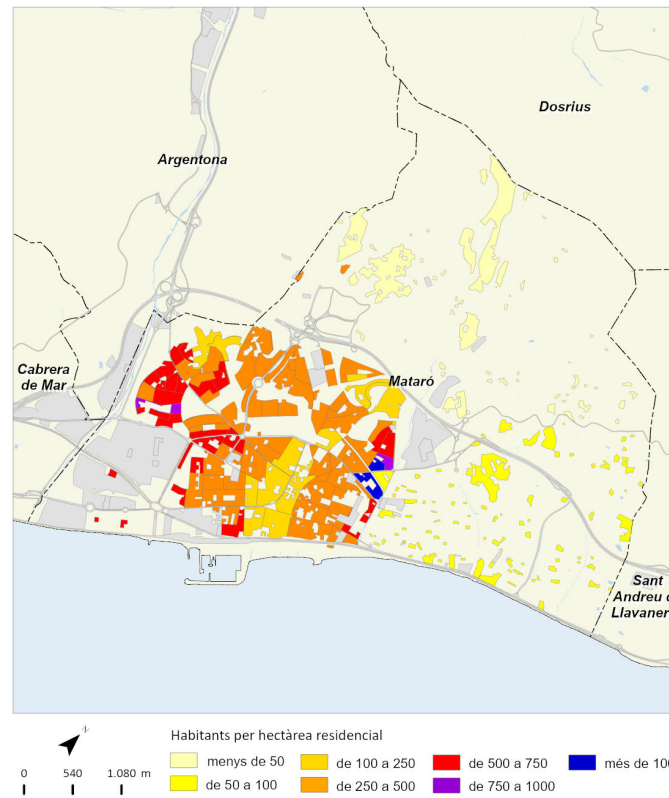 Dosrius
Argentona
Cabrera
de Mar
Mataró
Sant
Andreu d
Llavaner
N
Habitants per hectàrea residencial
menys de 50
de 100 a 250
de 500 a 750
més de 100
0 540 1.080 m
de 50 a 100
de 250 a 500
de 750 a 1000